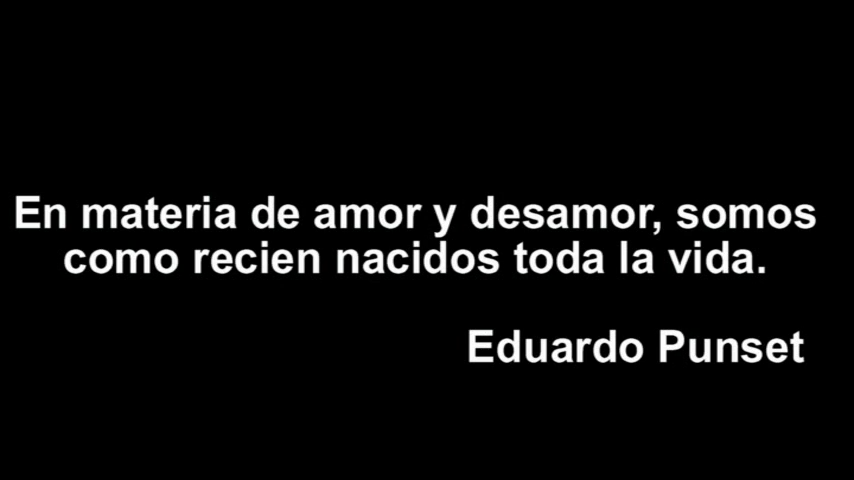 En materia de amor y desamor, somos
como recien nacidos toda la vida.
Eduardo Punset